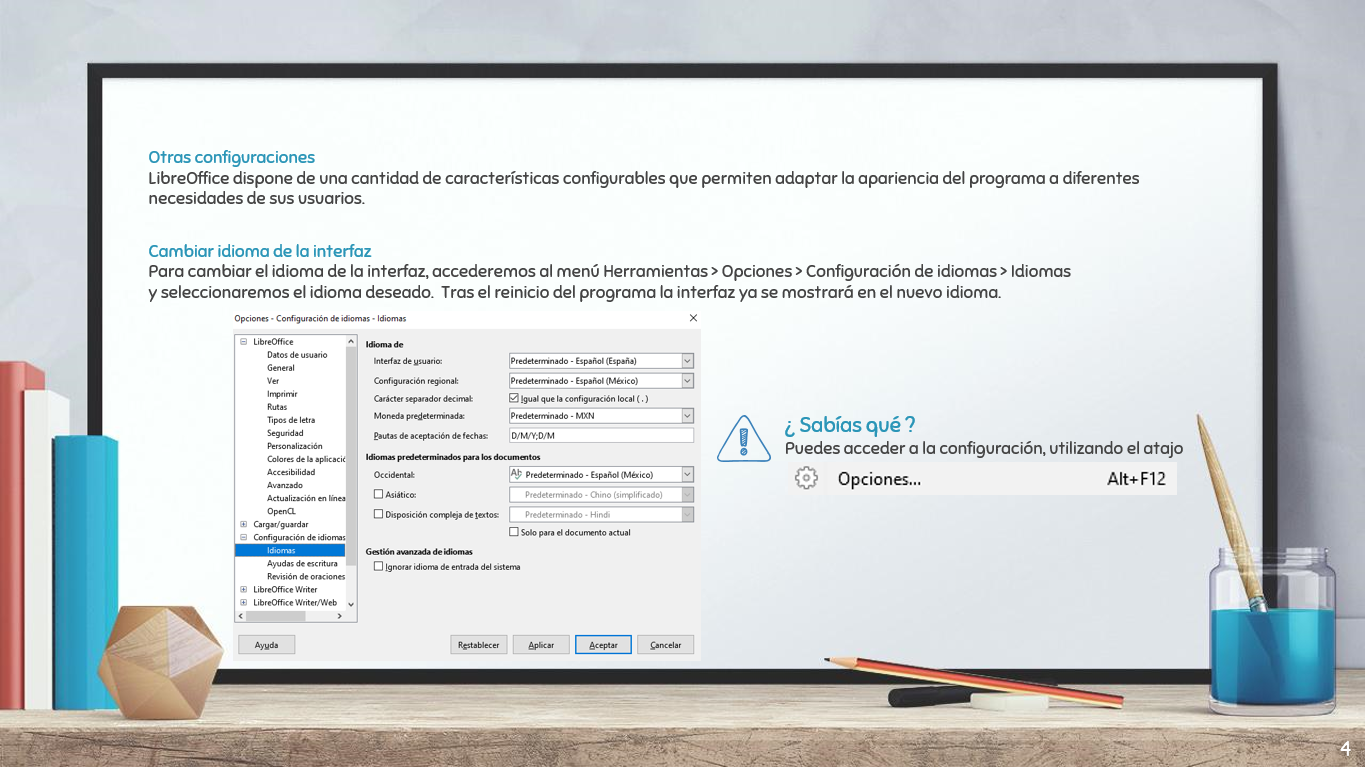 Otras configuraciones
LibreOffice dispone de una cantidad de características configurables que permiten adaptar la apariencia del programa a diferentes
necesidades de sus usuarios.
Cambiar idioma de la interfaz
Para cambiar el idioma de la interfaz, accederemos al menú Herramientas > Opciones > Configuración de idiomas > Idiomas
y seleccionaremos el idioma deseado.  Tras el reinicio del programa la interfaz ya se mostrará en el nuevo idioma.
Opciones - Configuración de idiomas - Idiomas
LibreOffice
Datos de usuario
General
Ver
Imprimir
Rutas
Tipos de letra
Seguridad
Personalización
Colores de la aplicació
Accesibilidad
Avanzado
Actualización en línea
OpenCL
Cargar/guardar
Configuración de idiomas
Idiomas
Ayudas de escritura
Revisión de oraciones
LibreOffice Writer
LibreOffice Writer/Web
Idioma de
Interfaz de usuario: Predeterminado - Español (España)
Configuración regional: Predeterminado - Español (México)
Carácter separador decimal: Igual que la configuración local ( . )
Moneda predeterminada: Predeterminado - MXN
Pautas de aceptación de fechas: D/M/Y;D/M
Idiomas predeterminados para los documentos
Occidental: Predeterminado - Español (México)
Asiático: Predeterminado - Chino (simplificado)
Disposición compleja de textos: Predeterminado - Hindi
Solo para el documento actual
Gestión avanzada de idiomas
Ignorar idioma de entrada del sistema
Ayuda Restablecer Aplicar Aceptar Cancelar
¿ Sabías qué ?
Puedes acceder a la configuración, utilizando el atajo
Opciones... Alt+F12
4